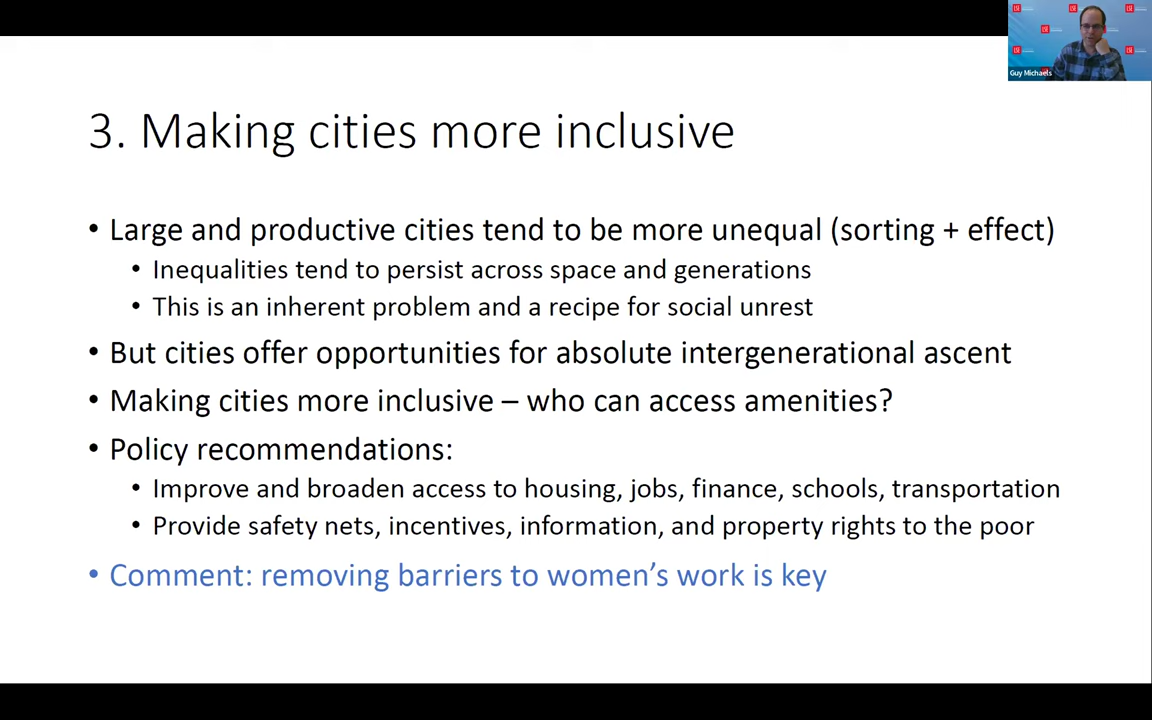 Guy Michaels
3. Making cities more inclusive
• Large and productive cities tend to be more unequal (sorting + effect)
• Inequalities tend to persist across space and generations
• This is an inherent problem and a recipe for social unrest
• But cities offer opportunities for absolute intergenerational ascent
• Making cities more inclusive – who can access amenities?
• Policy recommendations:
• Improve and broaden access to housing, jobs, finance, schools, transportation
• Provide safety nets, incentives, information, and property rights to the poor
• Comment: removing barriers to women’s work is key